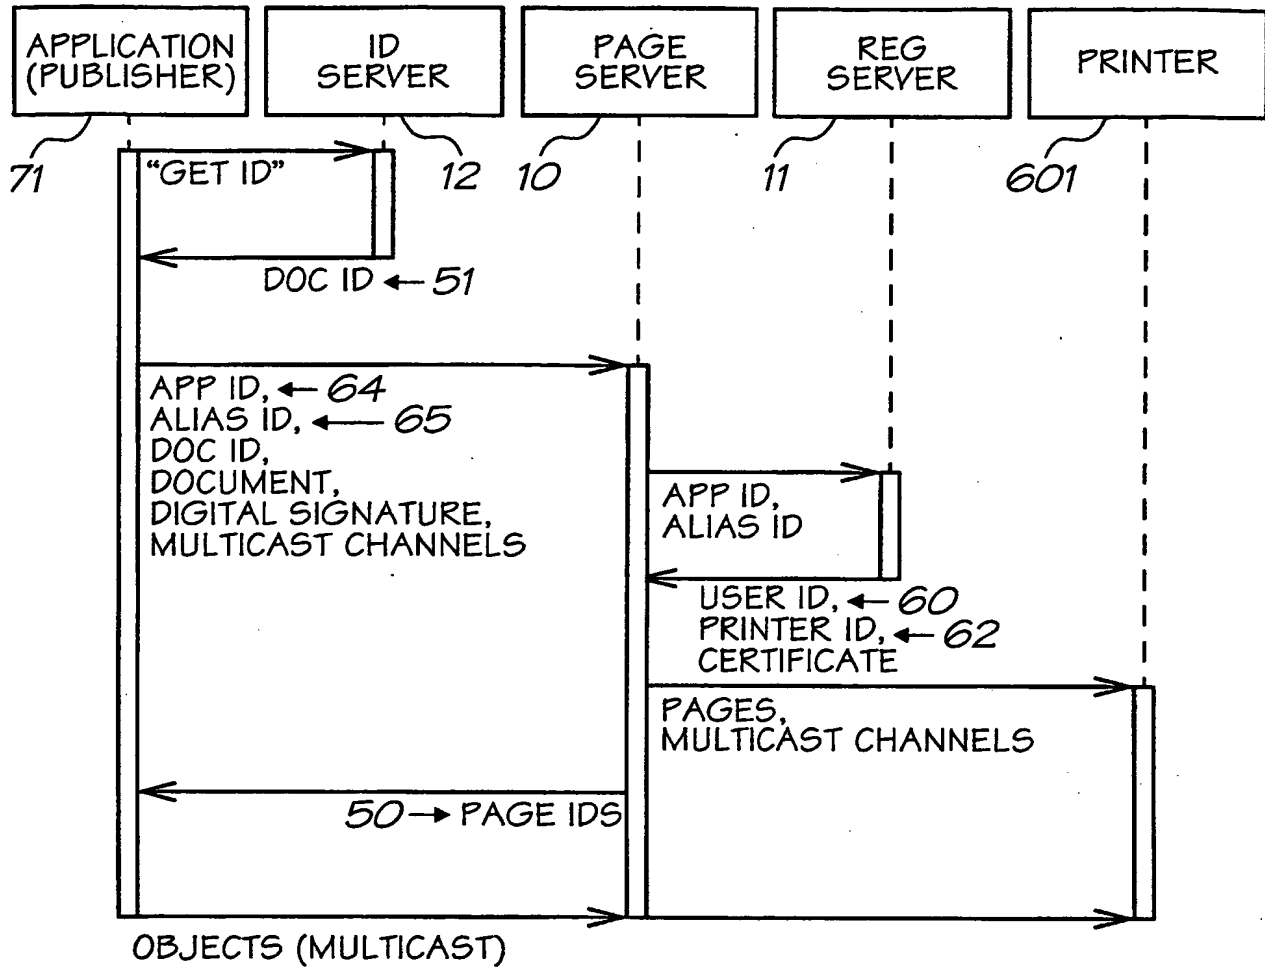 APPLICATION
(PUBLISHER)
ID
SERVER
PAGE
SERVER
REG
SERVER
PRINTER
71
12
10
11
601
"GET ID"
DOC ID ← 51
APP ID, ← 64
ALIAS ID, ← 65
DOC ID,
DOCUMENT,
DIGITAL SIGNATURE,
MULTICAST CHANNELS
APP ID,
ALIAS ID
USER ID, ← 60
PRINTER ID, ← 62
CERTIFICATE
PAGES,
MULTICAST CHANNELS
50 → PAGE IDS
OBJECTS (MULTICAST)